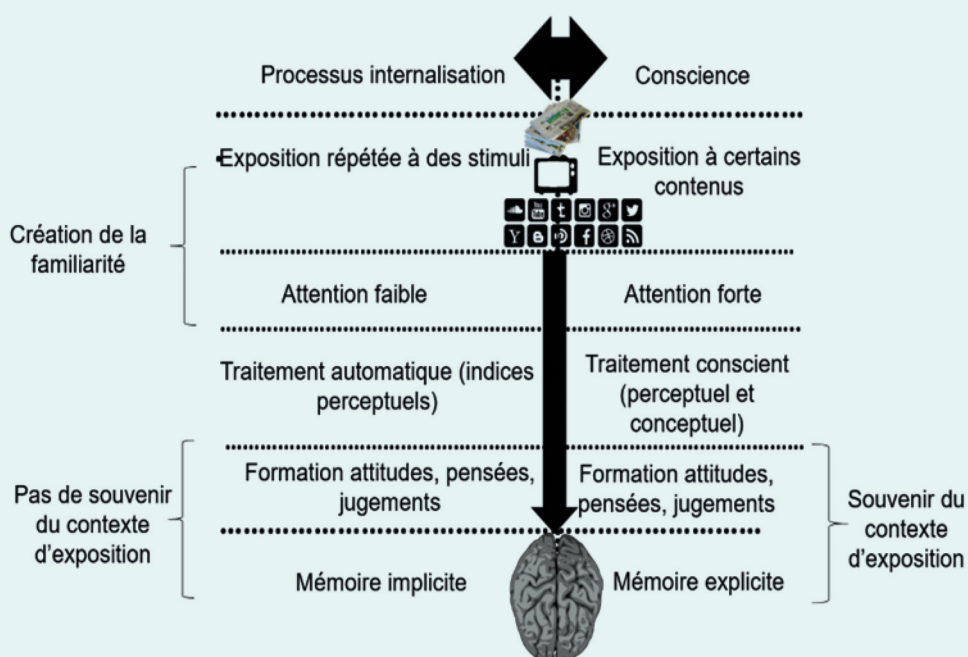 Processus internalisation
Conscience
Exposition répétée à des stimuli
Exposition à certains
contenus
Création de la
familiarité
Attention faible
Attention forte
Traitement automatique (indices
perceptuels)
Traitement conscient
(perceptuel et
conceptuel)
Formation attitudes, pensées,
jugements
Formation attitudes,
pensées, jugements
Pas de souvenir
du contexte
d'exposition
Souvenir du
contexte
d'exposition
Mémoire implicite
Mémoire explicite